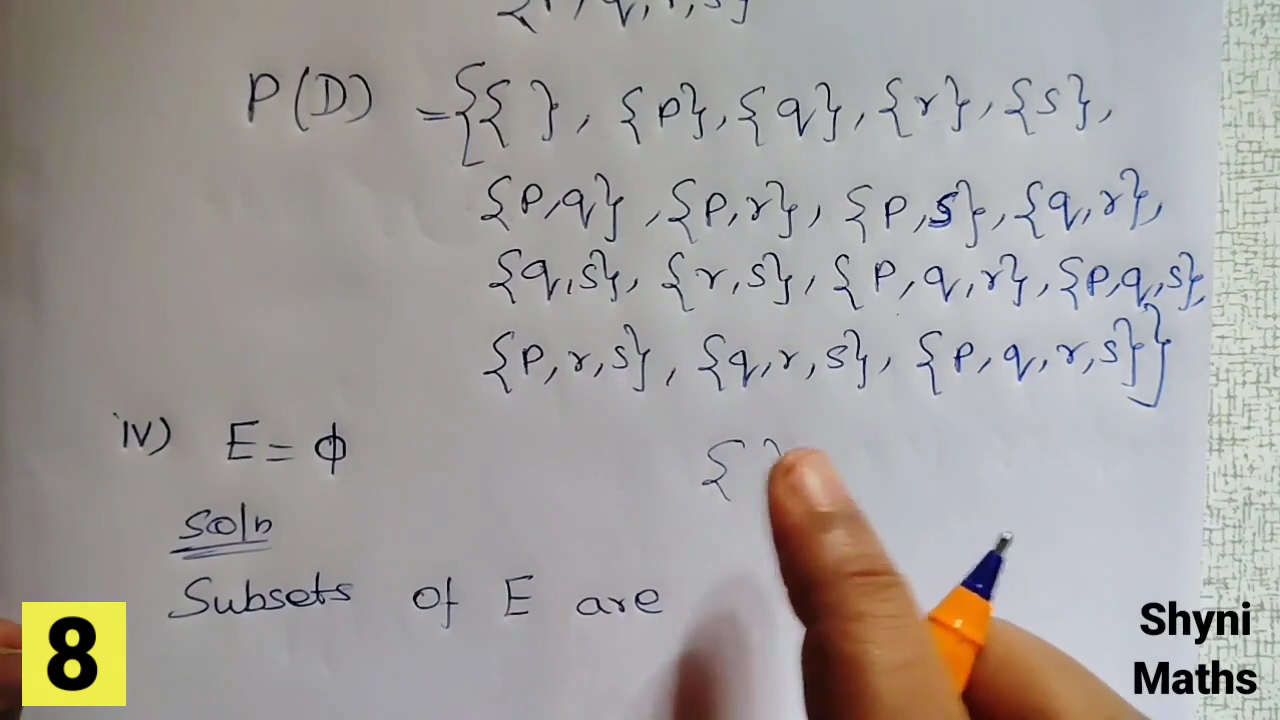 {P, q, r, s}
P(D) = {{ }, {P}, {q}, {r}, {s},
{P,q}, {P,r}, {P,s}, {q,r},
{q,s}, {r,s}, {P,q,r}, {P,q,s},
{P,r,s}, {q,r,s}, {P,q,r,s}}
iv) E = ϕ
{ }
Soln
Subsets of E are
8
Shyni
Maths